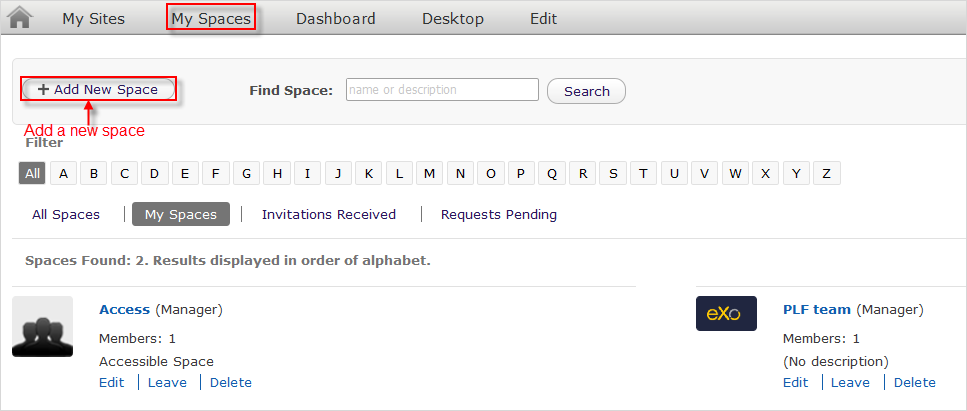 My Sites My Spaces Dashboard Desktop Edit
+ Add New Space Find Space: name or description Search
Add a new space
Filter
All A B C D E F G H I J K L M N O P Q R S T U V W X Y Z
All Spaces My Spaces Invitations Received Requests Pending
Spaces Found: 2. Results displayed in order of alphabet.
Access (Manager)
Members: 1
Accessible Space
Edit Leave Delete
eXo
PLF team (Manager)
Members: 1
(No description)
Edit Leave Delete